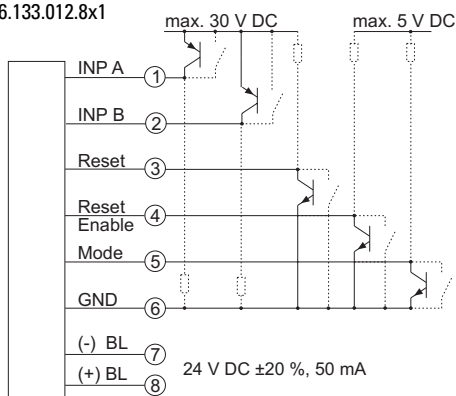 6.133.012.8x1
max. 30 V DC
max. 5 V DC
INP A
1
INP B
2
Reset
3
Reset
Enable
4
Mode
5
GND
6
(-) BL
7
24 V DC ±20 %, 50 mA
(+) BL
8